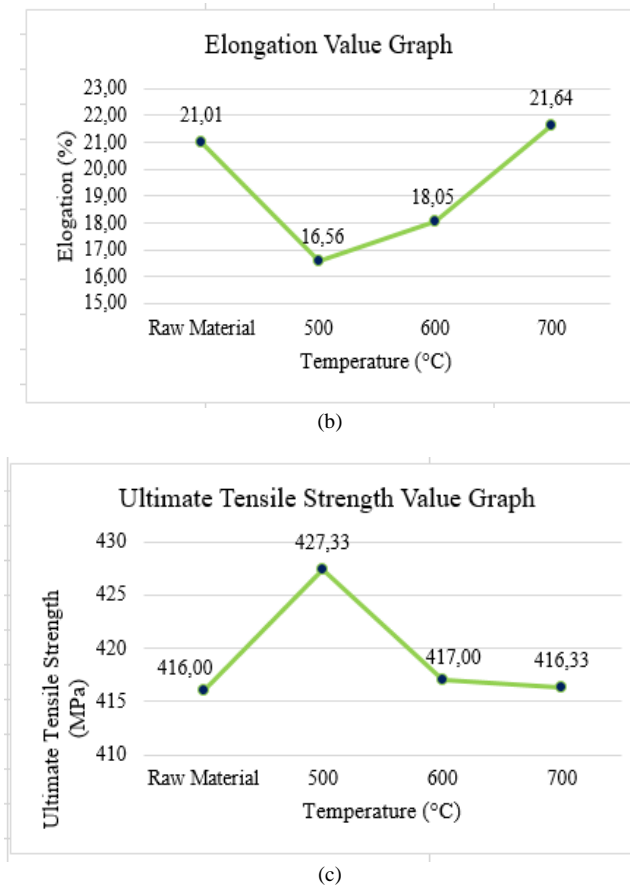 Elongation Value Graph
Elogation (%)
23,00
22,00
21,00
20,00
19,00
18,00
17,00
16,00
15,00
21,01
16,56
18,05
21,64
Raw Material 500 600 700
Temperature (°C)
(b)
Ultimate Tensile Strength Value Graph
Ultimate Tensile Strength
(MPa)
430
425
420
415
410
416,00
427,33
417,00
416,33
Raw Material 500 600 700
Temperature (°C)
(c)